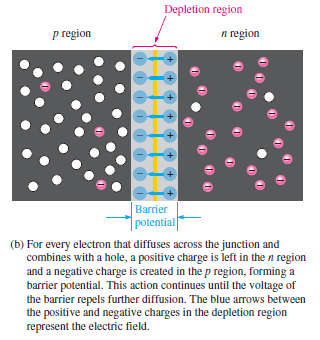 Depletion region
p region
n region
Barrier
potential
(b) For every electron that diffuses across the junction and
combines with a hole, a positive charge is left in the n region
and a negative charge is created in the p region, forming a
barrier potential. This action continues until the voltage of
the barrier repels further diffusion. The blue arrows between
the positive and negative charges in the depletion region
represent the electric field.